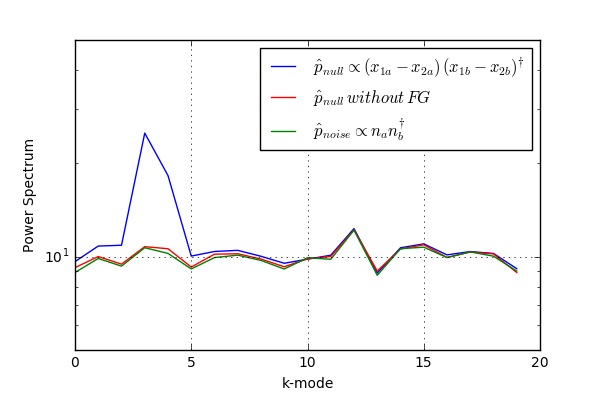 p̂_null ∝ (x_1a − x_2a) (x_1b − x_2b)^†
p̂_null without FG
p̂_noise ∝ n_a n_b^†
Power Spectrum
10^1
0 5 10 15 20
k-mode